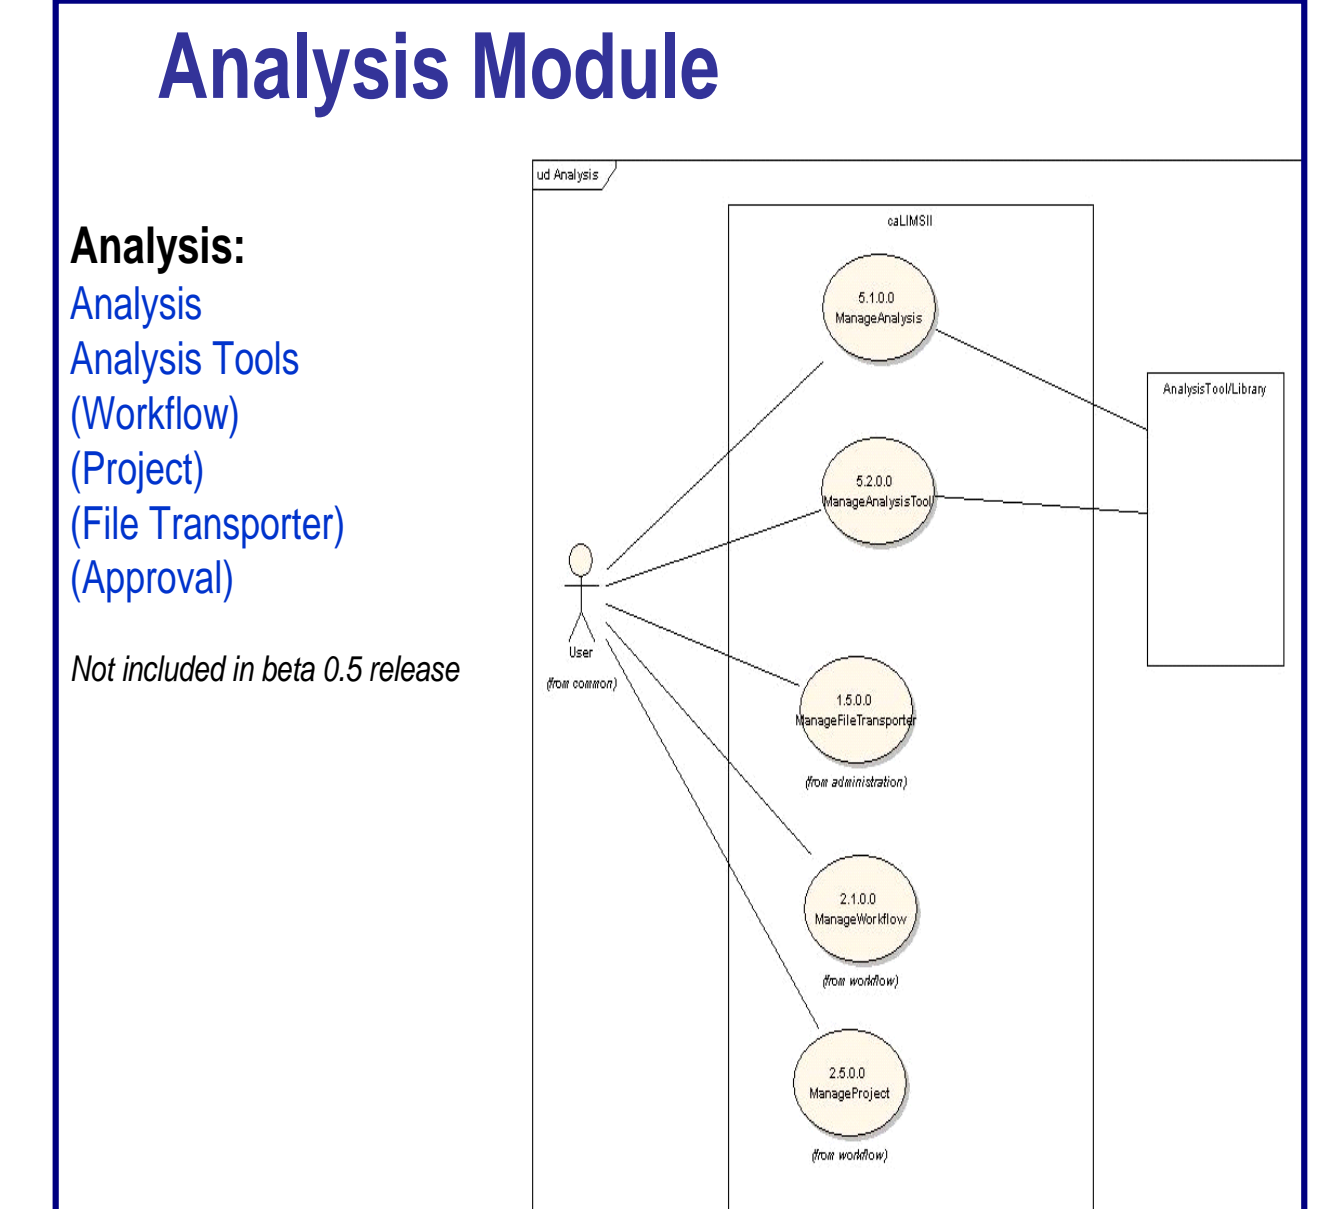 Analysis Module
Analysis:
Analysis
Analysis Tools
(Workflow)
(Project)
(File Transporter)
(Approval)
Not included in beta 0.5 release
ud Analysis
caLIMSII
5.1.0.0
ManageAnalysis
AnalysisTool/Library
5.2.0.0
ManageAnalysisTool
User
(from common)
1.5.0.0
ManageFileTransporter
(from administration)
2.1.0.0
ManageWorkflow
(from workflow)
2.5.0.0
ManageProject
(from workflow)